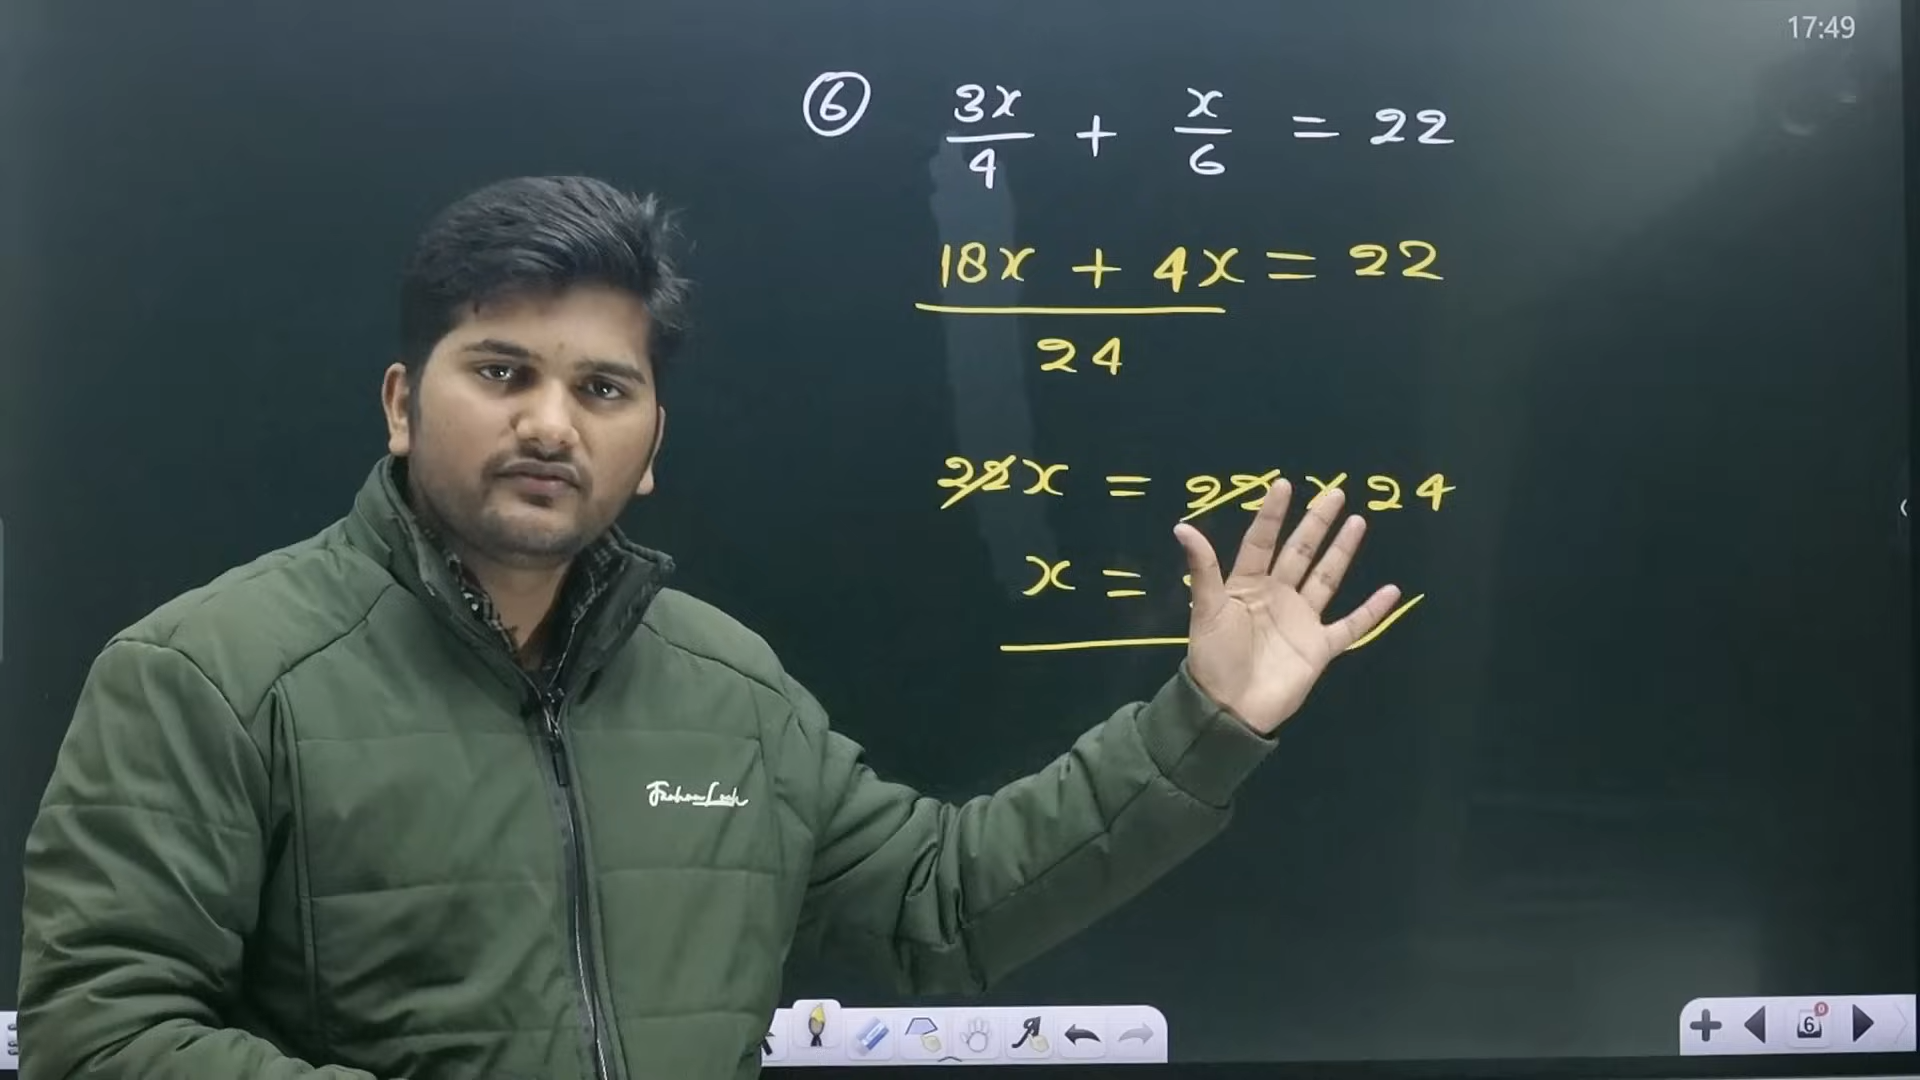 17:49
⑥ 3x/4 + x/6 = 22
18x + 4x = 22
24
22x = 22 × 24
x =
6